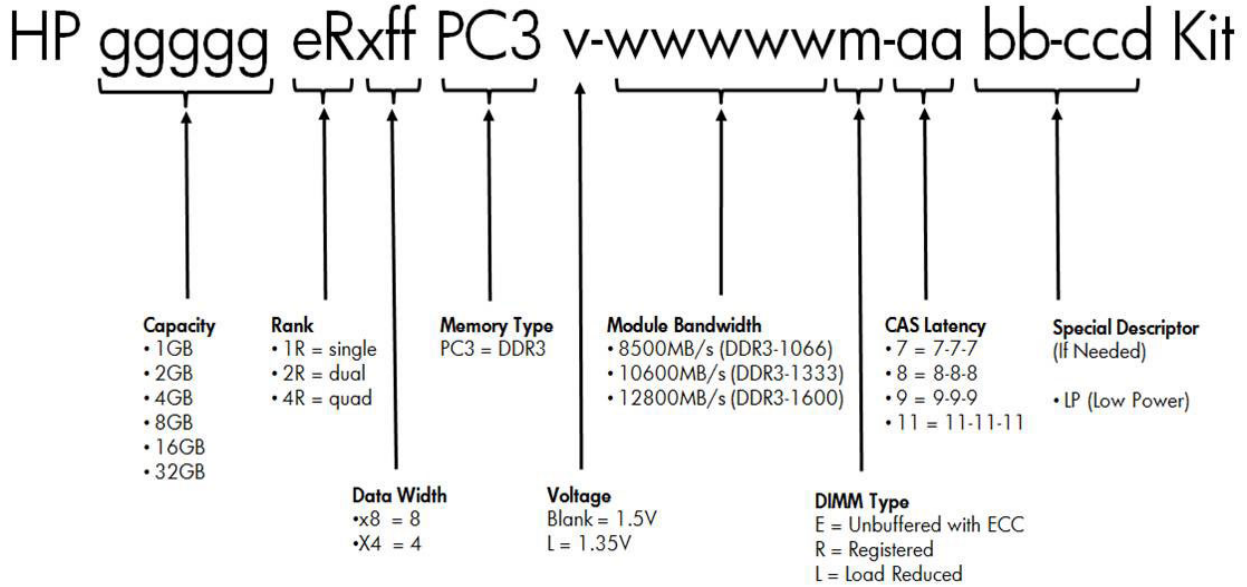 HP ggggg eRxff PC3 v-wwwwwm-aa bb-ccd Kit
Capacity
• 1GB
• 2GB
• 4GB
• 8GB
• 16GB
• 32GB
Rank
• 1R = single
• 2R = dual
• 4R = quad
Memory Type
PC3 = DDR3
Module Bandwidth
• 8500MB/s (DDR3-1066)
• 10600MB/s (DDR3-1333)
• 12800MB/s (DDR3-1600)
CAS Latency
• 7 = 7-7-7
• 8 = 8-8-8
• 9 = 9-9-9
• 11 = 11-11-11
Special Descriptor
(If Needed)
• LP (Low Power)
Data Width
•x8 = 8
•X4 = 4
Voltage
Blank = 1.5V
L = 1.35V
DIMM Type
E = Unbuffered with ECC
R = Registered
L = Load Reduced